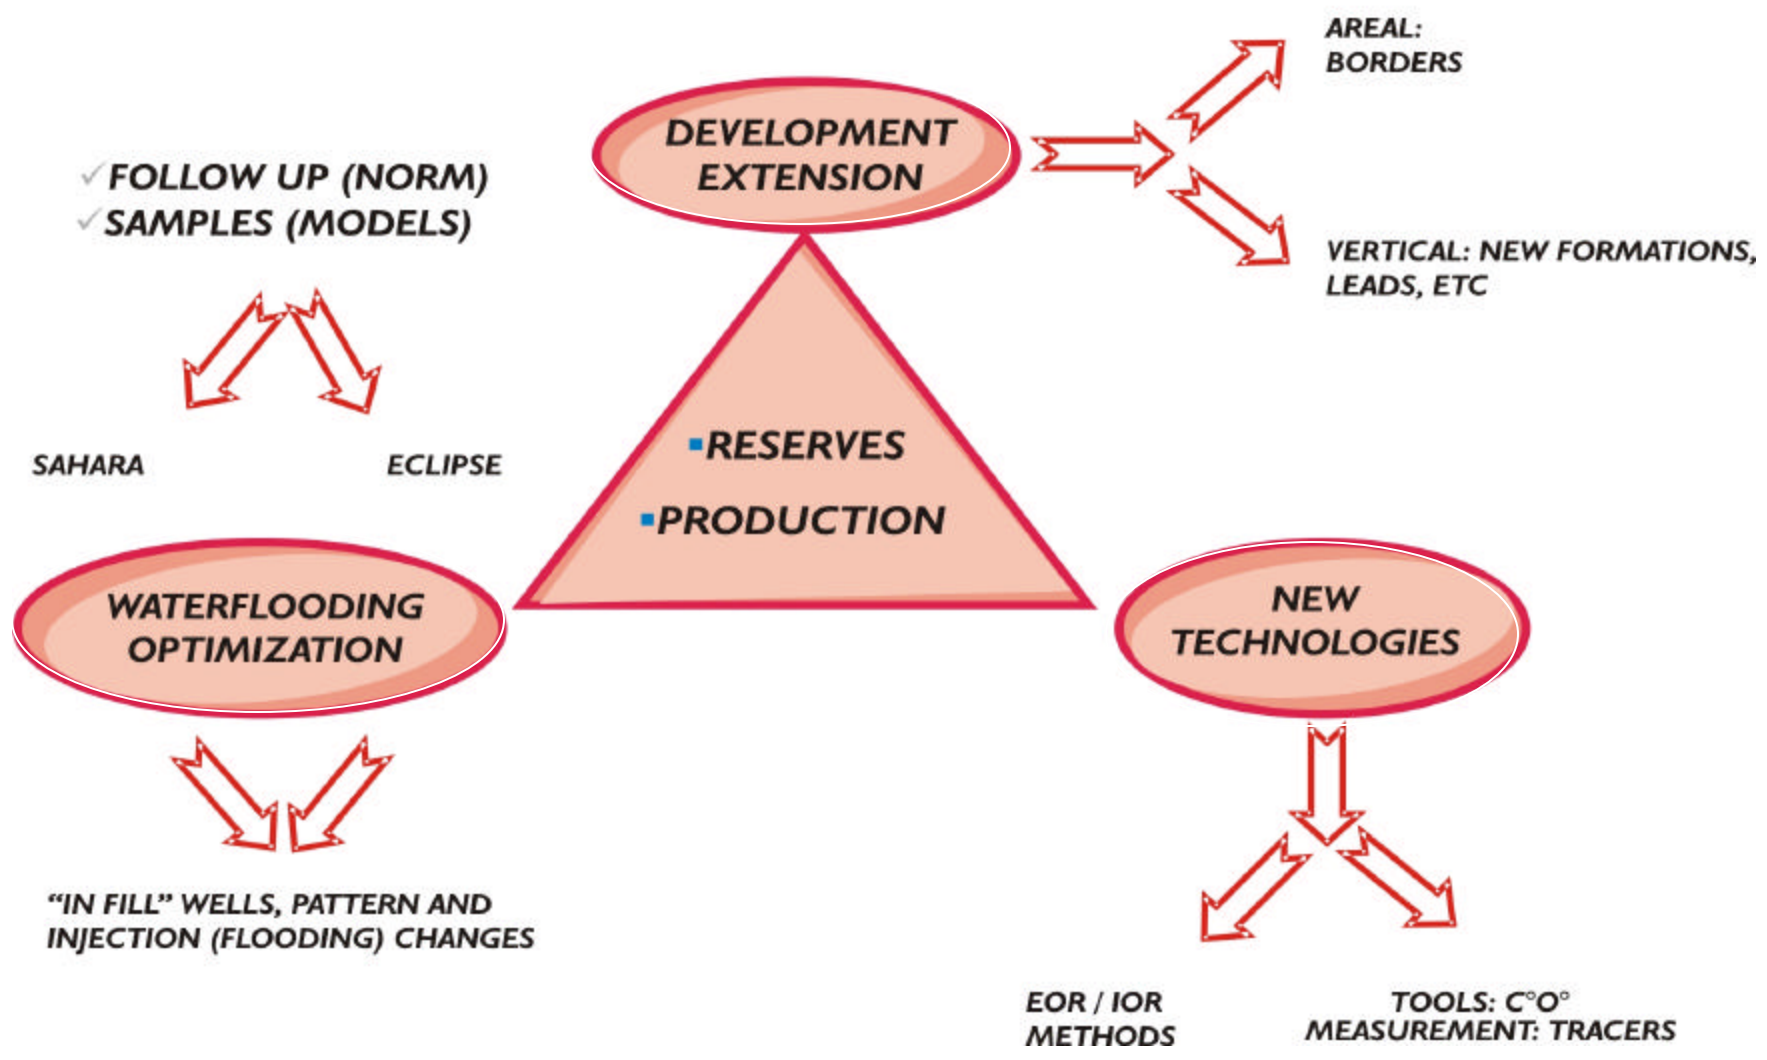 AREAL:
BORDERS
DEVELOPMENT
EXTENSION
✓FOLLOW UP (NORM)
✓SAMPLES (MODELS)
VERTICAL: NEW FORMATIONS,
LEADS, ETC
SAHARA
ECLIPSE
▪RESERVES
▪PRODUCTION
WATERFLOODING
OPTIMIZATION
NEW
TECHNOLOGIES
“IN FILL” WELLS, PATTERN AND
INJECTION (FLOODING) CHANGES
EOR / IOR
METHODS
TOOLS: C°O°
MEASUREMENT: TRACERS